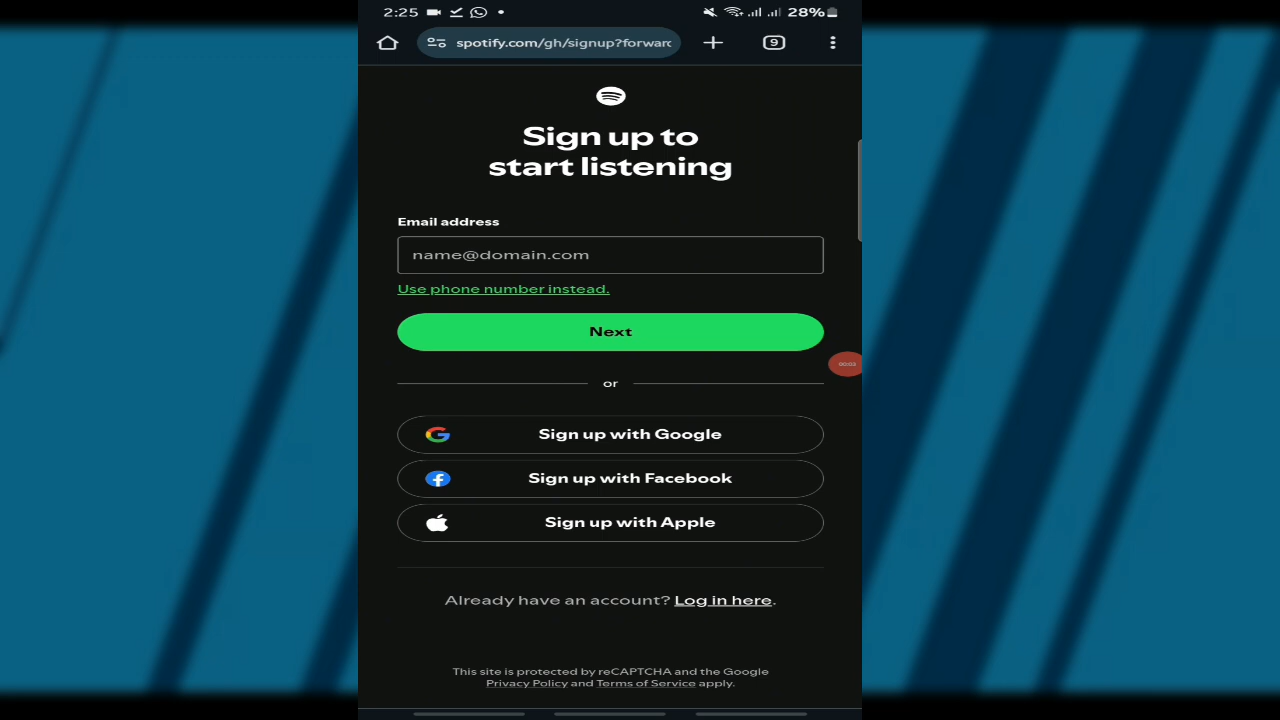 2:25
28%
spotify.com/gh/signup?forward
9
Sign up to
start listening
Email address
name@domain.com
Use phone number instead.
Next
00:03
or
Sign up with Google
Sign up with Facebook
Sign up with Apple
Already have an account? Log in here.
This site is protected by reCAPTCHA and the Google
Privacy Policy and Terms of Service apply.